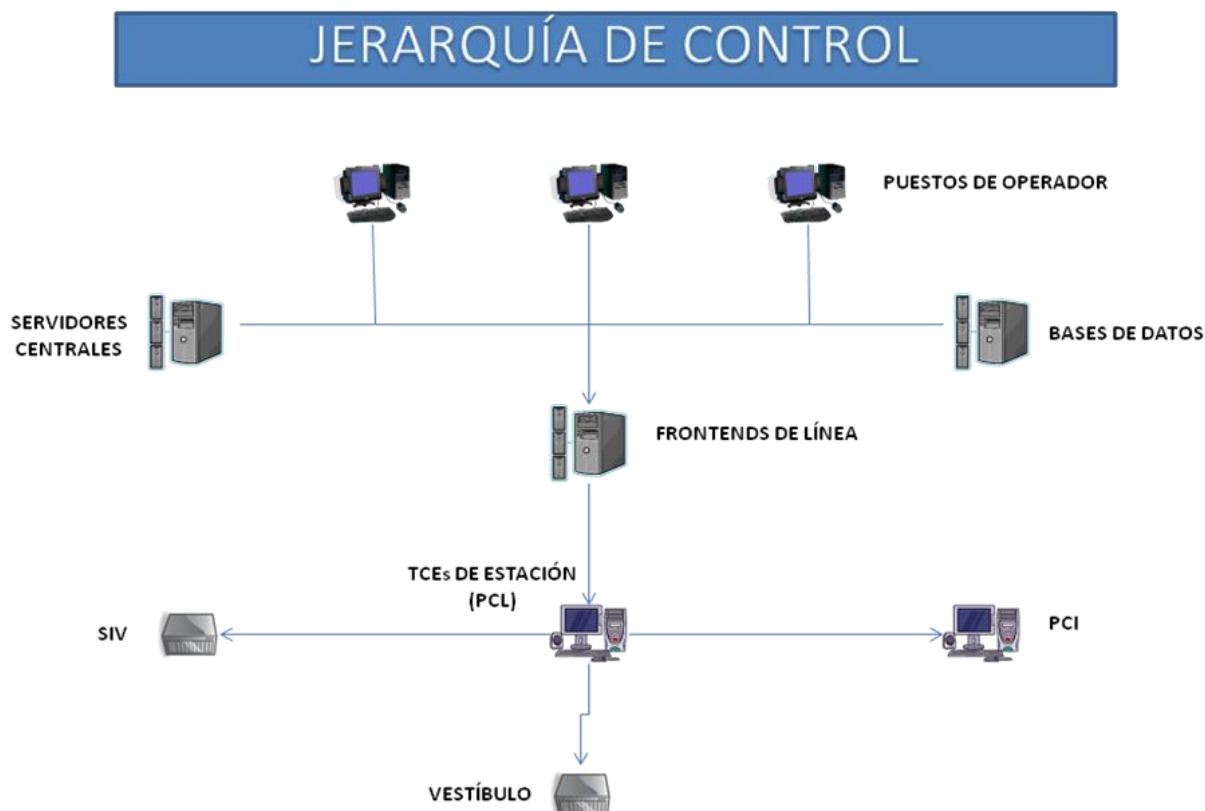 JERARQUÍA DE CONTROL
PUESTOS DE OPERADOR
SERVIDORES
CENTRALES
BASES DE DATOS
FRONTENDS DE LÍNEA
TCEs DE ESTACIÓN
(PCL)
SIV
PCI
VESTÍBULO